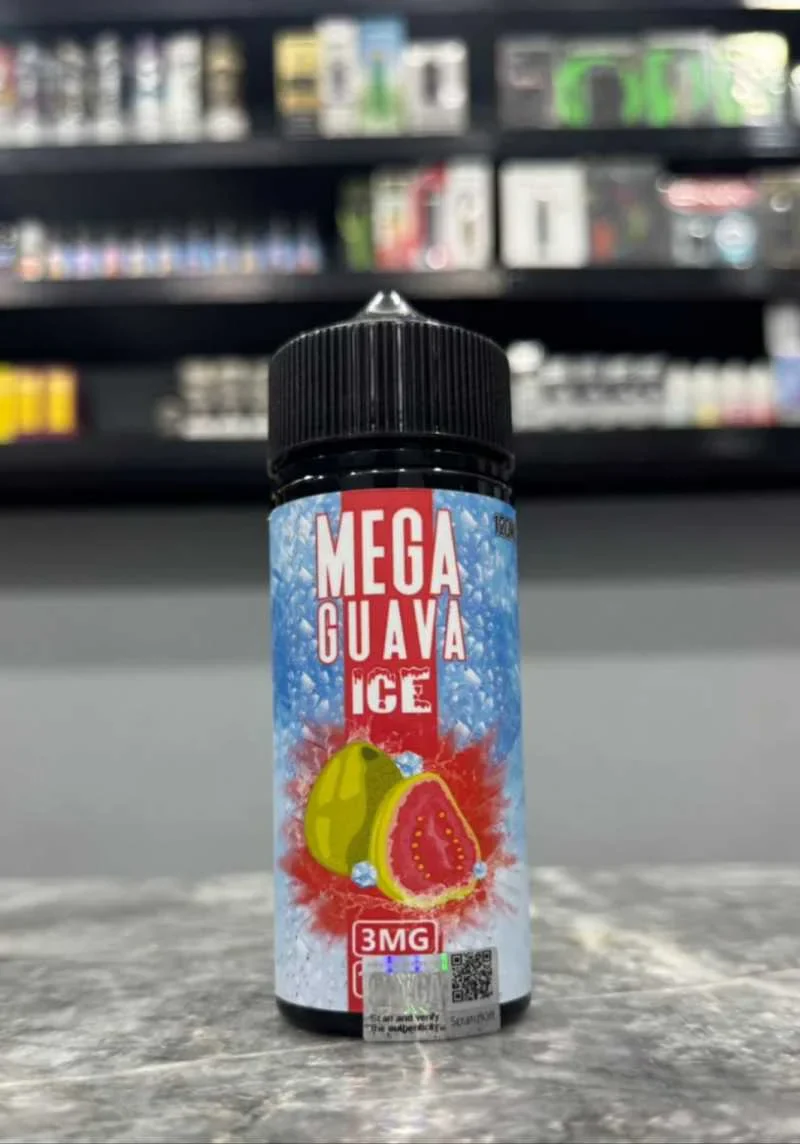 MEGA
GUAVA
ICE
3MG
Scan and verify
the authenticity